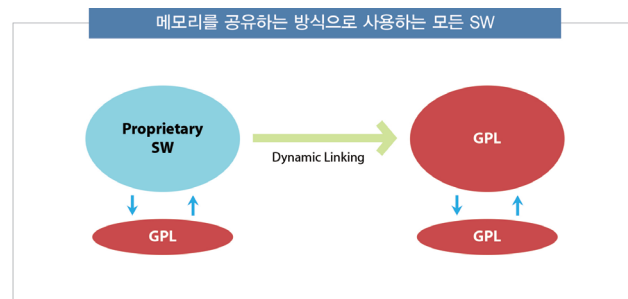 메모리를 공유하는 방식으로 사용하는 모든 SW
Proprietary
SW
GPL
Dynamic Linking
GPL
GPL